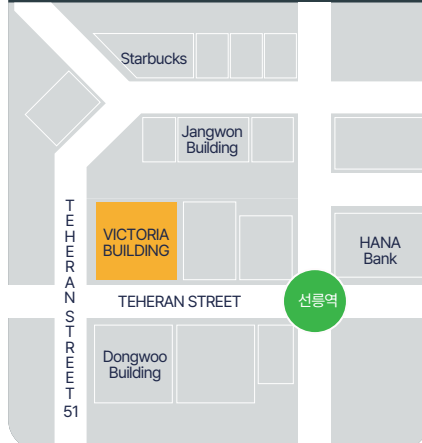 Starbucks
Jangwon
Building
TEHERAN STREET 51
VICTORIA
BUILDING
HANA
Bank
TEHERAN STREET
선릉역
Dongwoo
Building